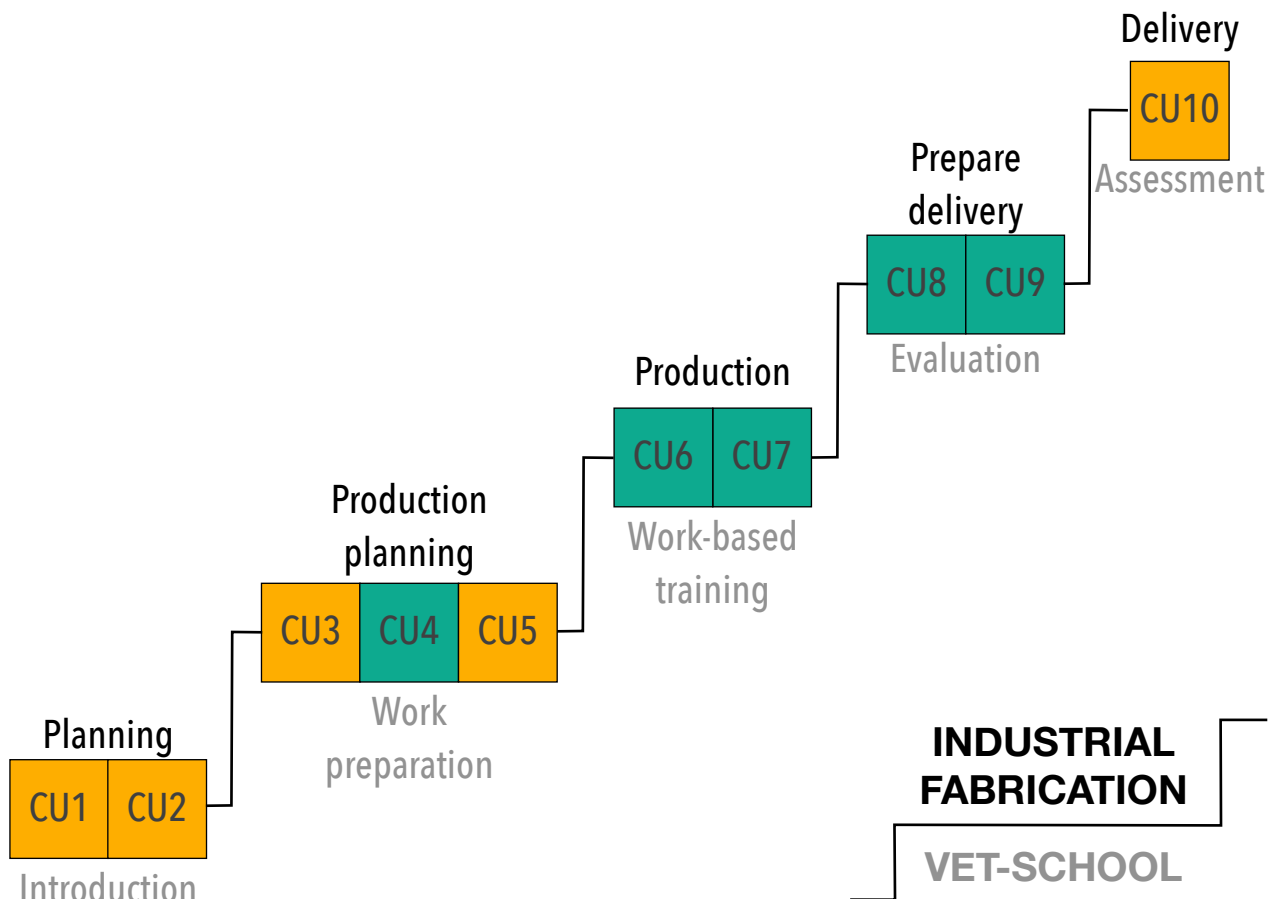 Delivery
CU10
Assessment
Prepare
delivery
CU8 CU9
Evaluation
Production
CU6 CU7
Work-based
training
Production
planning
CU3 CU4 CU5
Work
preparation
Planning
CU1 CU2
Introduction
INDUSTRIAL
FABRICATION
VET-SCHOOL